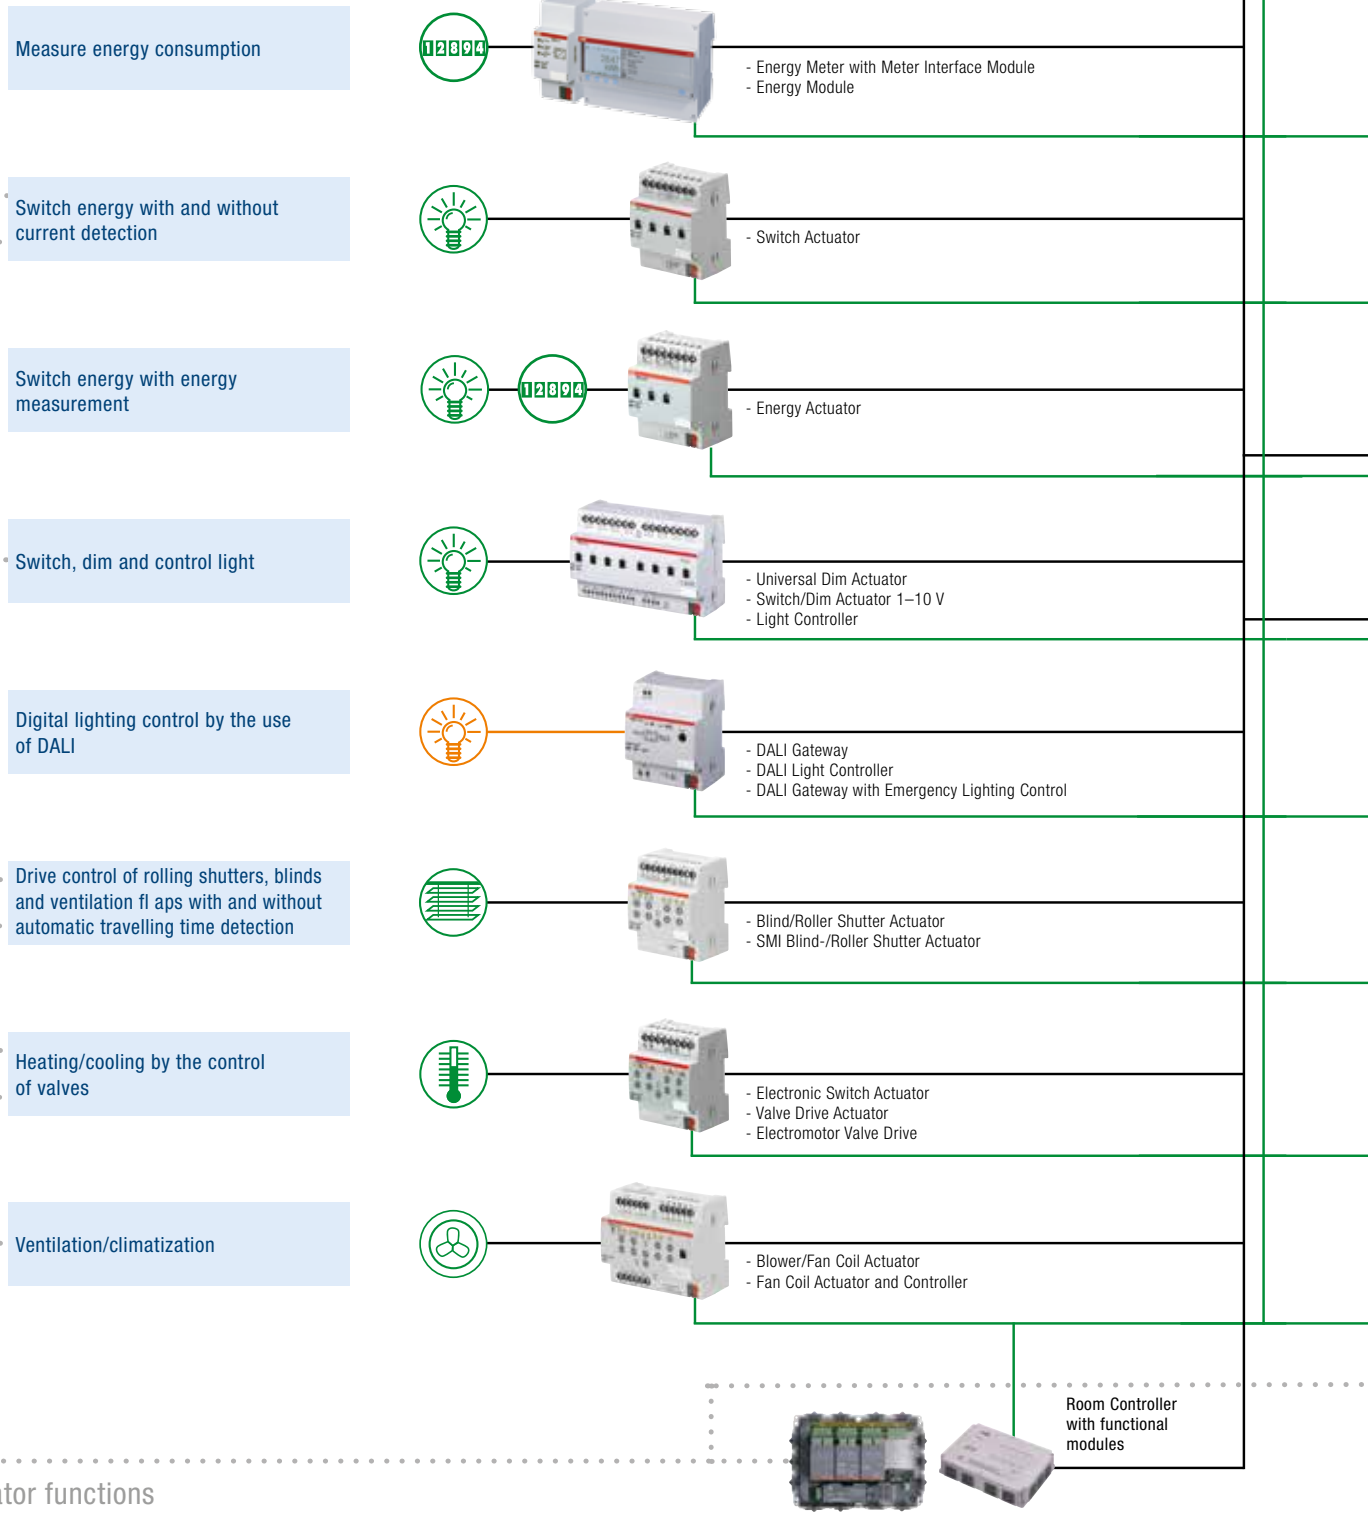 Measure energy consumption
12894
- Energy Meter with Meter Interface Module
- Energy Module
Switch energy with and without
current detection
- Switch Actuator
Switch energy with energy
measurement
12894
- Energy Actuator
Switch, dim and control light
- Universal Dim Actuator
- Switch/Dim Actuator 1–10 V
- Light Controller
Digital lighting control by the use
of DALI
- DALI Gateway
- DALI Light Controller
- DALI Gateway with Emergency Lighting Control
Drive control of rolling shutters, blinds
and ventilation fl aps with and without
automatic travelling time detection
- Blind/Roller Shutter Actuator
- SMI Blind-/Roller Shutter Actuator
Heating/cooling by the control
of valves
- Electronic Switch Actuator
- Valve Drive Actuator
- Electromotor Valve Drive
Ventilation/climatization
- Blower/Fan Coil Actuator
- Fan Coil Actuator and Controller
Room Controller
with functional
modules
ator functions